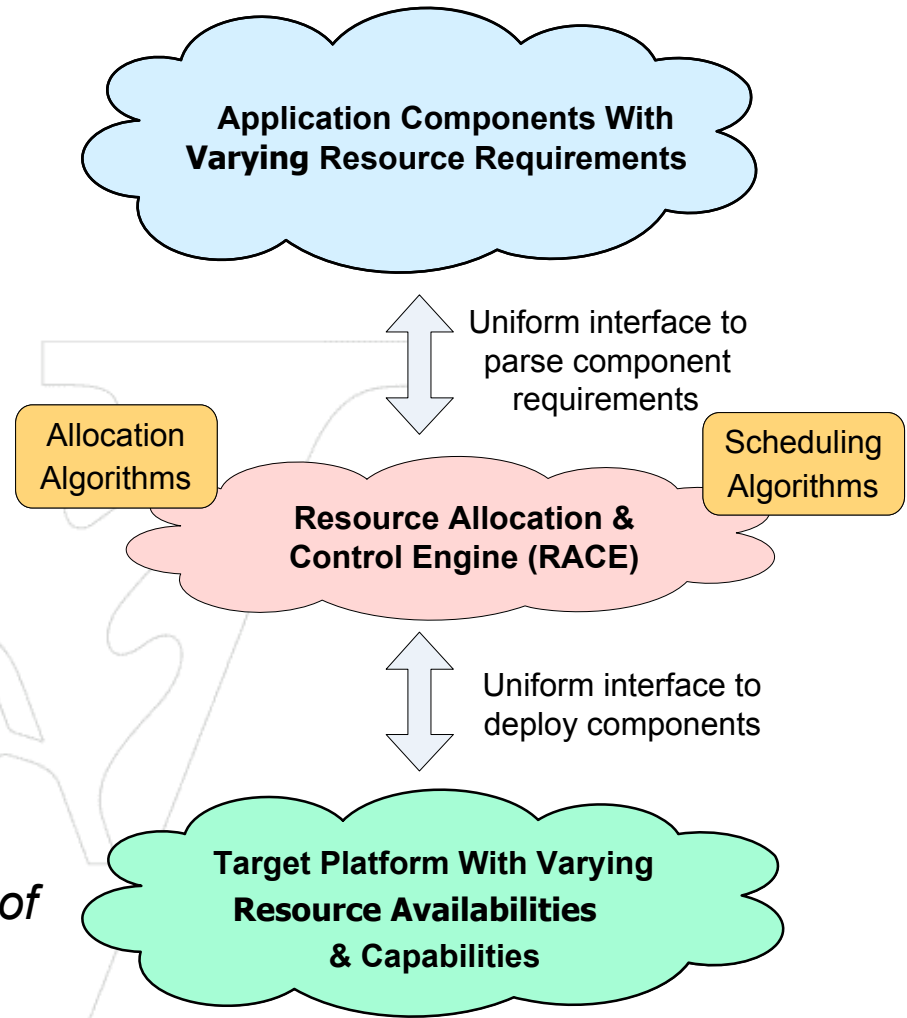 Application Components With
Varying Resource Requirements
Uniform interface to
parse component
requirements
Allocation
Algorithms
Scheduling
Algorithms
Resource Allocation &
Control Engine (RACE)
Uniform interface to
deploy components
Target Platform With Varying
Resource Availabilities
& Capabilities
of